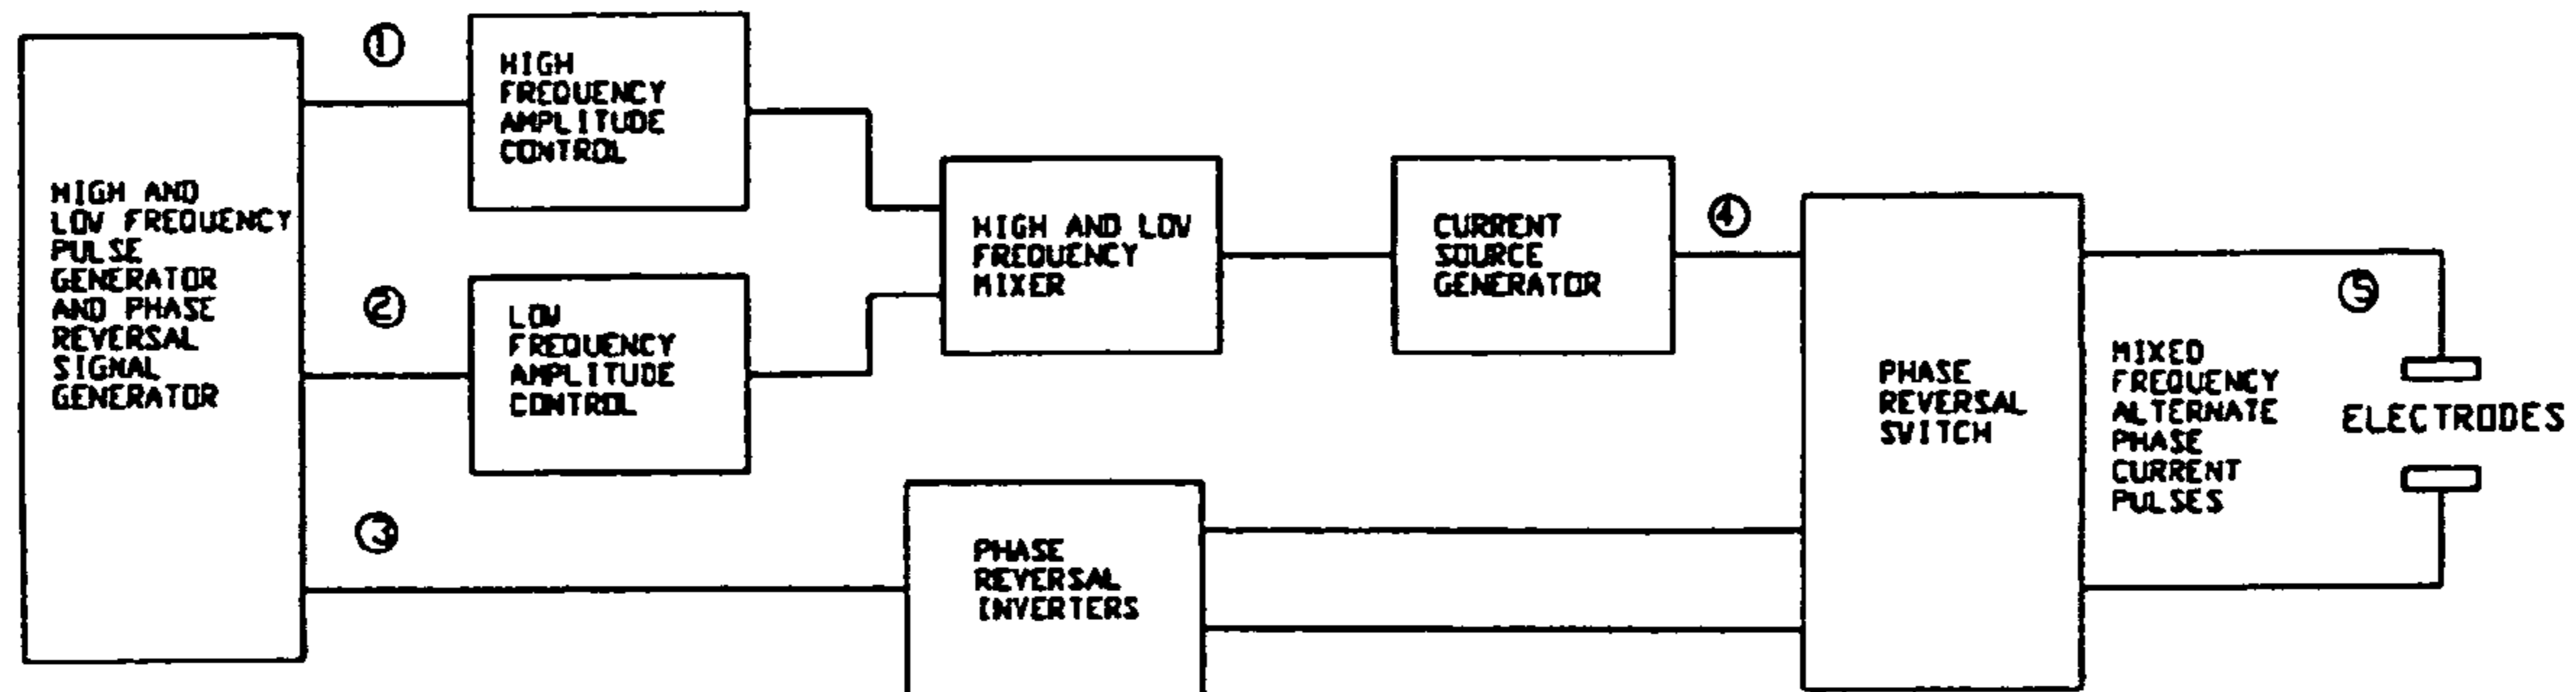 ①
HIGH
FREQUENCY
AMPLITUDE
CONTROL
HIGH AND
LOW FREQUENCY
PULSE
GENERATOR
AND PHASE
REVERSAL
SIGNAL
GENERATOR
②
LOW
FREQUENCY
AMPLITUDE
CONTROL
③
HIGH AND LOW
FREQUENCY
MIXER
CURRENT
SOURCE
GENERATOR
④
PHASE
REVERSAL
INVERTERS
PHASE
REVERSAL
SWITCH
⑤
MIXED
FREQUENCY
ALTERNATE
PHASE
CURRENT
PULSES
ELECTRODES